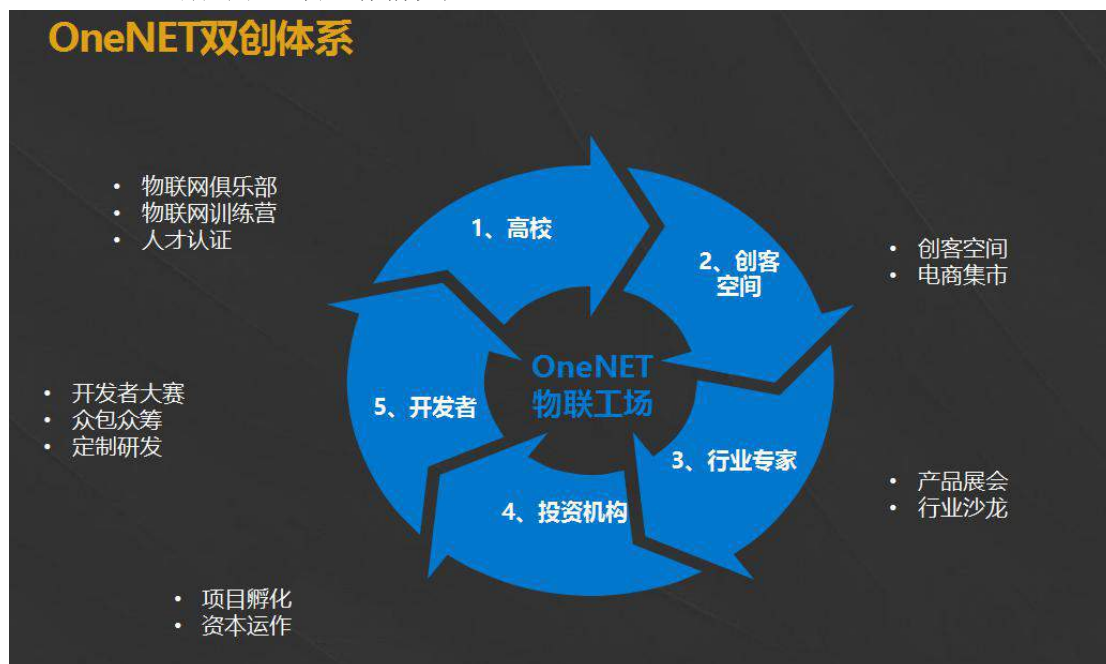 OneNET双创体系
• 物联网俱乐部
• 物联网训练营
• 人才认证
1、高校
2、创客
空间
• 创客空间
• 电商集市
OneNET
物联工场
• 开发者大赛
• 众包众筹
• 定制研发
5、开发者
3、行业专家
• 产品展会
• 行业沙龙
4、投资机构
• 项目孵化
• 资本运作